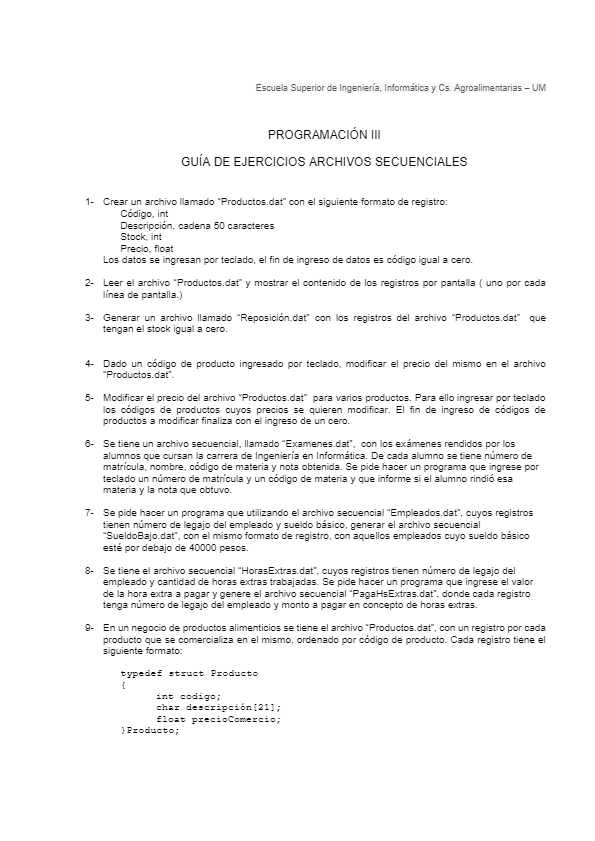 Escuela Superior de Ingeniería, Informática y Cs. Agroalimentarias – UM
PROGRAMACIÓN III
GUÍA DE EJERCICIOS ARCHIVOS SECUENCIALES
1- Crear un archivo llamado “Productos.dat” con el siguiente formato de registro:
Código, int
Descripción, cadena 50 caracteres
Stock, int
Precio, float
Los datos se ingresan por teclado, el fin de ingreso de datos es código igual a cero.
2- Leer el archivo “Productos.dat” y mostrar el contenido de los registros por pantalla ( uno por cada
línea de pantalla.)
3- Generar un archivo llamado “Reposición.dat” con los registros del archivo “Productos.dat” que
tengan el stock igual a cero.
4- Dado un código de producto ingresado por teclado, modificar el precio del mismo en el archivo
“Productos.dat”.
5- Modificar el precio del archivo “Productos.dat” para varios productos. Para ello ingresar por teclado
los códigos de productos cuyos precios se quieren modificar. El fin de ingreso de códigos de
productos a modificar finaliza con el ingreso de un cero.
6- Se tiene un archivo secuencial, llamado “Examenes.dat”, con los exámenes rendidos por los
alumnos que cursan la carrera de Ingeniería en Informática. De cada alumno se tiene número de
matrícula, nombre, código de materia y nota obtenida. Se pide hacer un programa que ingrese por
teclado un número de matrícula y un código de materia y que informe si el alumno rindió esa
materia y la nota que obtuvo.
7- Se pide hacer un programa que utilizando el archivo secuencial “Empleados.dat”, cuyos registros
tienen número de legajo del empleado y sueldo básico, generar el archivo secuencial
“SueldoBajo.dat”, con el mismo formato de registro, con aquellos empleados cuyo sueldo básico
esté por debajo de 40000 pesos.
8- Se tiene el archivo secuencial “HorasExtras.dat”, cuyos registros tienen número de legajo del
empleado y cantidad de horas extras trabajadas. Se pide hacer un programa que ingrese el valor
de la hora extra a pagar y genere el archivo secuencial “PagaHsExtras.dat”, donde cada registro
tenga número de legajo del empleado y monto a pagar en concepto de horas extras.
9- En un negocio de productos alimenticios se tiene el archivo “Productos.dat”, con un registro por cada
producto que se comercializa en el mismo, ordenado por código de producto. Cada registro tiene el
siguiente formato:
typedef struct Producto
{
int codigo;
char descripción[21];
float precioComercio;
}Producto;